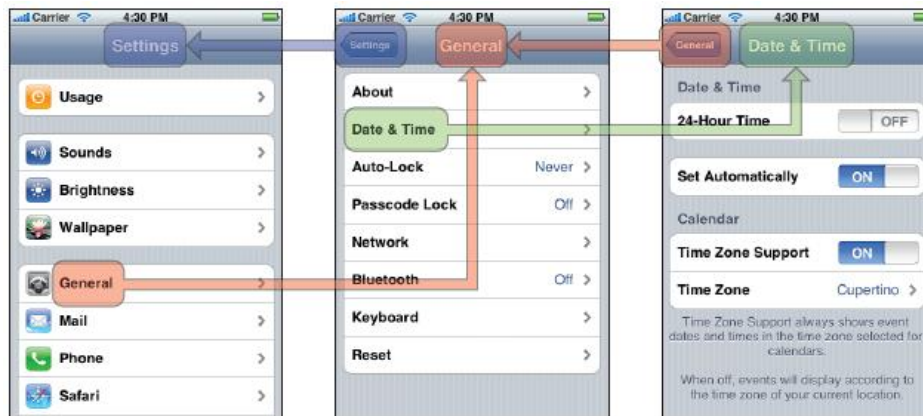 Carrier 4:30 PM
Settings
Usage
Sounds
Brightness
Wallpaper
General
Mail
Phone
Safari
Carrier 4:30 PM
Settings General
About
Date & Time
Auto-Lock Never
Passcode Lock Off
Network
Bluetooth Off
Keyboard
Reset
Carrier 4:30 PM
General Date & Time
Date & Time
24-Hour Time OFF
Set Automatically ON
Calendar
Time Zone Support ON
Time Zone Cupertino
Time Zone Support always shows event
dates and times in the time zone selected for
calendars.
When off, events will display according to
the time zone of your current location.